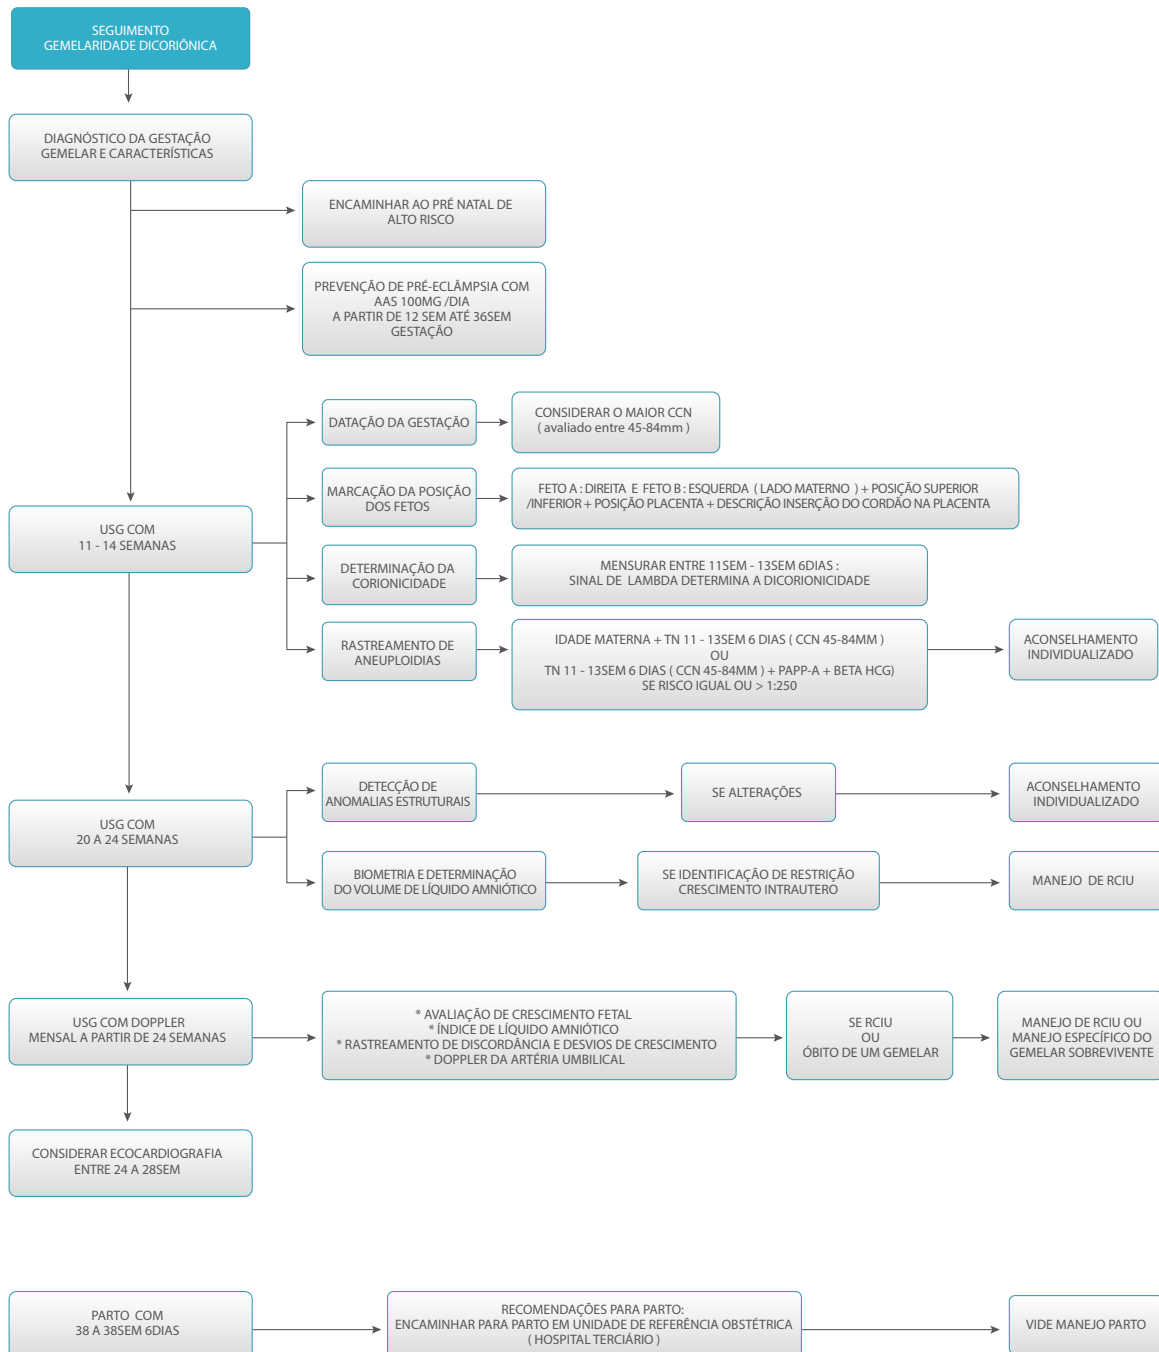 SEGUIMENTO
GEMELARIDADE DICORIÔNICA
DIAGNÓSTICO DA GESTAÇÃO
GEMELAR E CARACTERÍSTICAS
ENCAMINHAR AO PRÉ NATAL DE
ALTO RISCO
PREVENÇÃO DE PRÉ-ECLÂMPSIA COM
AAS 100MG /DIA
A PARTIR DE 12 SEM ATÉ 36SEM
GESTAÇÃO
USG COM
11 - 14 SEMANAS
DATAÇÃO DA GESTAÇÃO
CONSIDERAR O MAIOR CCN
( avaliado entre 45-84mm )
MARCAÇÃO DA POSIÇÃO
DOS FETOS
FETO A : DIREITA E FETO B : ESQUERDA ( LADO MATERNO ) + POSIÇÃO SUPERIOR
/INFERIOR + POSIÇÃO PLACENTA + DESCRIÇÃO INSERÇÃO DO CORDÃO NA PLACENTA
DETERMINAÇÃO DA
CORIONICIDADE
MENSURAR ENTRE 11SEM - 13SEM 6DIAS :
SINAL DE LAMBDA DETERMINA A DICORIONICIDADE
RASTREAMENTO DE
ANEUPLOIDIAS
IDADE MATERNA + TN 11 - 13SEM 6 DIAS ( CCN 45-84MM )
OU
TN 11 - 13SEM 6 DIAS ( CCN 45-84MM ) + PAPP-A + BETA HCG)
SE RISCO IGUAL OU > 1:250
ACONSELHAMENTO
INDIVIDUALIZADO
USG COM
20 A 24 SEMANAS
DETECÇÃO DE
ANOMALIAS ESTRUTURAIS
SE ALTERAÇÕES
ACONSELHAMENTO
INDIVIDUALIZADO
BIOMETRIA E DETERMINAÇÃO
DO VOLUME DE LÍQUIDO AMNIÓTICO
SE IDENTIFICAÇÃO DE RESTRIÇÃO
CRESCIMENTO INTRAUTERO
MANEJO DE RCIU
USG COM DOPPLER
MENSAL A PARTIR DE 24 SEMANAS
* AVALIAÇÃO DE CRESCIMENTO FETAL
* ÍNDICE DE LÍQUIDO AMNIÓTICO
* RASTREAMENTO DE DISCORDÂNCIA E DESVIOS DE CRESCIMENTO
* DOPPLER DA ARTÉRIA UMBILICAL
SE RCIU
OU
ÓBITO DE UM GEMELAR
MANEJO DE RCIU OU
MANEJO ESPECÍFICO DO
GEMELAR SOBREVIVENTE
CONSIDERAR ECOCARDIOGRAFIA
ENTRE 24 A 28SEM
PARTO COM
38 A 38SEM 6DIAS
RECOMENDAÇÕES PARA PARTO:
ENCAMINHAR PARA PARTO EM UNIDADE DE REFERÊNCIA OBSTÉTRICA
( HOSPITAL TERCIÁRIO )
VIDE MANEJO PARTO